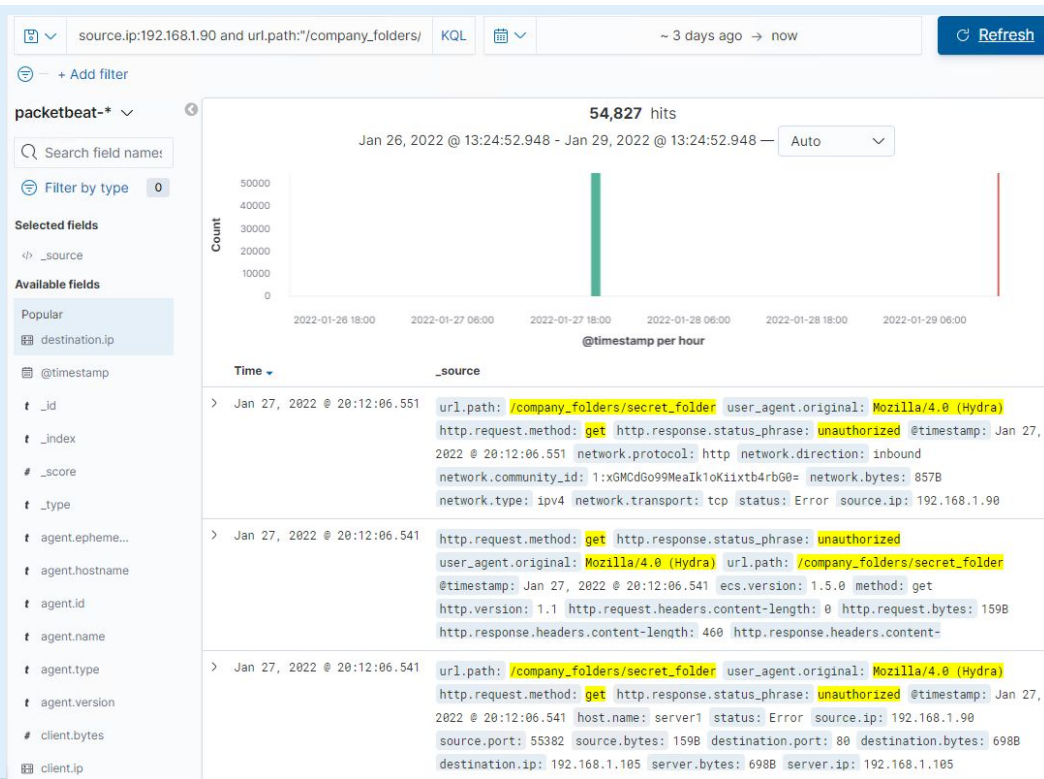 source.ip:192.168.1.90 and url.path:"/company_folders/ KQL ~ 3 days ago → now Refresh
+ Add filter
packetbeat-*
Search field name
Filter by type 0
Selected fields
</> _source
Available fields
Popular
destination.ip
@timestamp
t _id
t _index
# _score
t _type
t agent.epheme...
t agent.hostname
t agent.id
t agent.name
t agent.type
t agent.version
# client.bytes
client.ip
54,827 hits
Jan 26, 2022 @ 13:24:52.948 - Jan 29, 2022 @ 13:24:52.948 — Auto
Count
50000
40000
30000
20000
10000
0
2022-01-26 18:00 2022-01-27 06:00 2022-01-27 18:00 2022-01-28 06:00 2022-01-28 18:00 2022-01-29 06:00
@timestamp per hour
Time _source
> Jan 27, 2022 @ 20:12:06.551 url.path: /company_folders/secret_folder user_agent.original: Mozilla/4.0 (Hydra)
http.request.method: get http.response.status_phrase: unauthorized @timestamp: Jan 27,
2022 @ 20:12:06.551 network.protocol: http network.direction: inbound
network.community_id: 1:xGMCdGo99MeaIk1oKiixtb4rbG0= network.bytes: 857B
network.type: ipv4 network.transport: tcp status: Error source.ip: 192.168.1.90
> Jan 27, 2022 @ 20:12:06.541 http.request.method: get http.response.status_phrase: unauthorized
user_agent.original: Mozilla/4.0 (Hydra) url.path: /company_folders/secret_folder
@timestamp: Jan 27, 2022 @ 20:12:06.541 ecs.version: 1.5.0 method: get
http.version: 1.1 http.request.headers.content-length: 0 http.request.bytes: 159B
http.response.headers.content-length: 460 http.response.headers.content-
> Jan 27, 2022 @ 20:12:06.541 url.path: /company_folders/secret_folder user_agent.original: Mozilla/4.0 (Hydra)
http.request.method: get http.response.status_phrase: unauthorized @timestamp: Jan 27,
2022 @ 20:12:06.541 host.name: server1 status: Error source.ip: 192.168.1.90
source.port: 55382 source.bytes: 159B destination.port: 80 destination.bytes: 698B
destination.ip: 192.168.1.105 server.bytes: 698B server.ip: 192.168.1.105